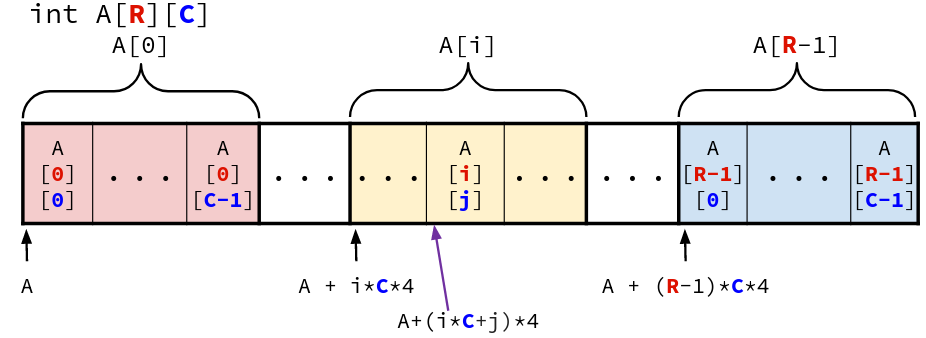 int A[R][C]
A[0] A[i] A[R-1]
A A A A A
[0] . . . [0] . . . . . . [i] . . . . . . [R-1] . . . [R-1]
[0] [C-1] [j] [0] [C-1]
A A + i*C*4 A + (R-1)*C*4
A+(i*C+j)*4